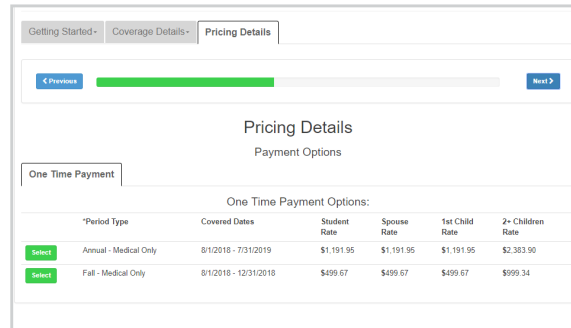 Getting Started Coverage Details Pricing Details
Previous Next
Pricing Details
Payment Options
One Time Payment
One Time Payment Options:
*Period Type Covered Dates Student Rate Spouse Rate 1st Child Rate 2+ Children Rate
Select Annual - Medical Only 8/1/2018 - 7/31/2019 $1,191.95 $1,191.95 $1,191.95 $2,383.90
Select Fall - Medical Only 8/1/2018 - 12/31/2018 $499.67 $499.67 $499.67 $999.34